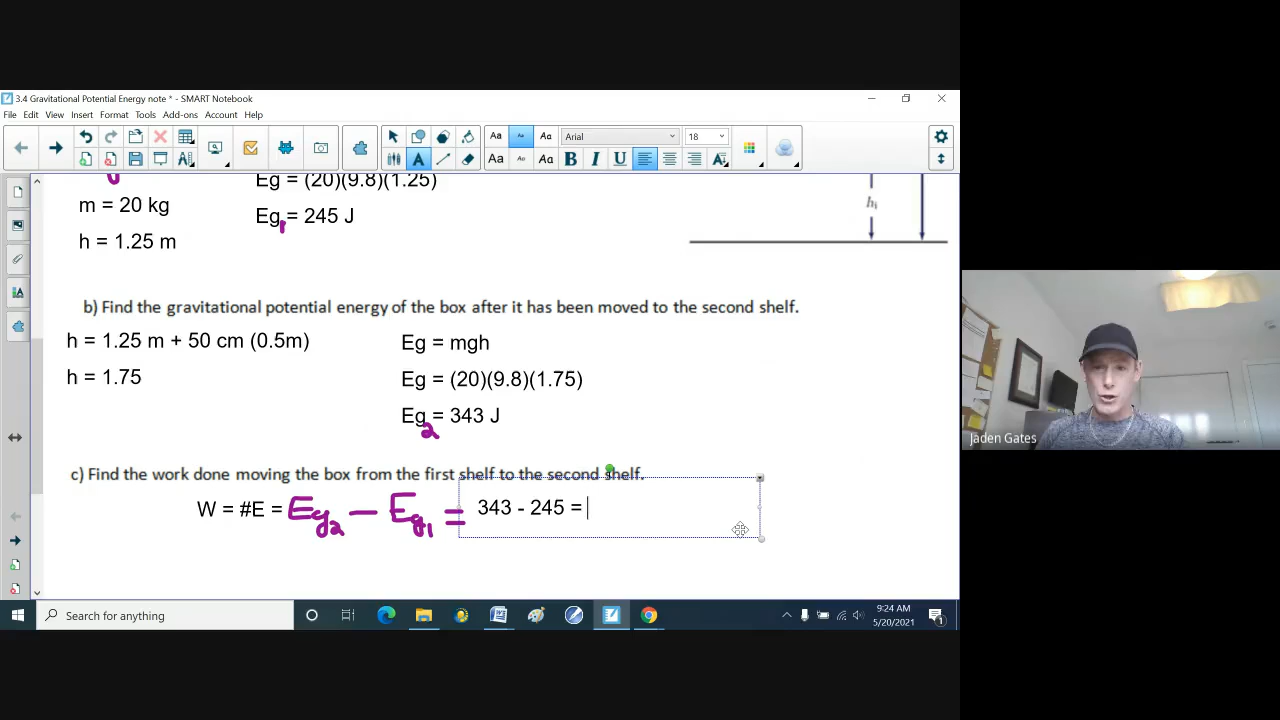 3.4 Gravitational Potential Energy note * - SMART Notebook
File Edit View Insert Format Tools Add-ons Account Help
Arial
18
Eg = (20)(9.8)(1.25)
m = 20 kg
Eg1 = 245 J
h = 1.25 m
hi
b) Find the gravitational potential energy of the box after it has been moved to the second shelf.
h = 1.25 m + 50 cm (0.5m)
Eg = mgh
h = 1.75
Eg = (20)(9.8)(1.75)
Eg2 = 343 J
c) Find the work done moving the box from the first shelf to the second shelf.
W = #E = Eg2 - Eg1 = 343 - 245 =
Jaden Gates
Search for anything
9:24 AM
5/20/2021